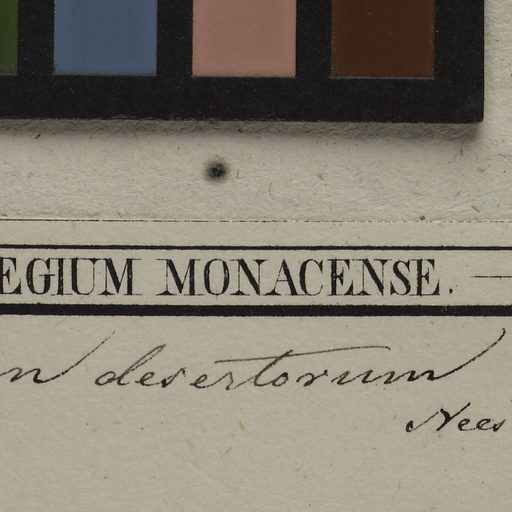 EGIUM MONACENSE. —
n desertorum
Nees